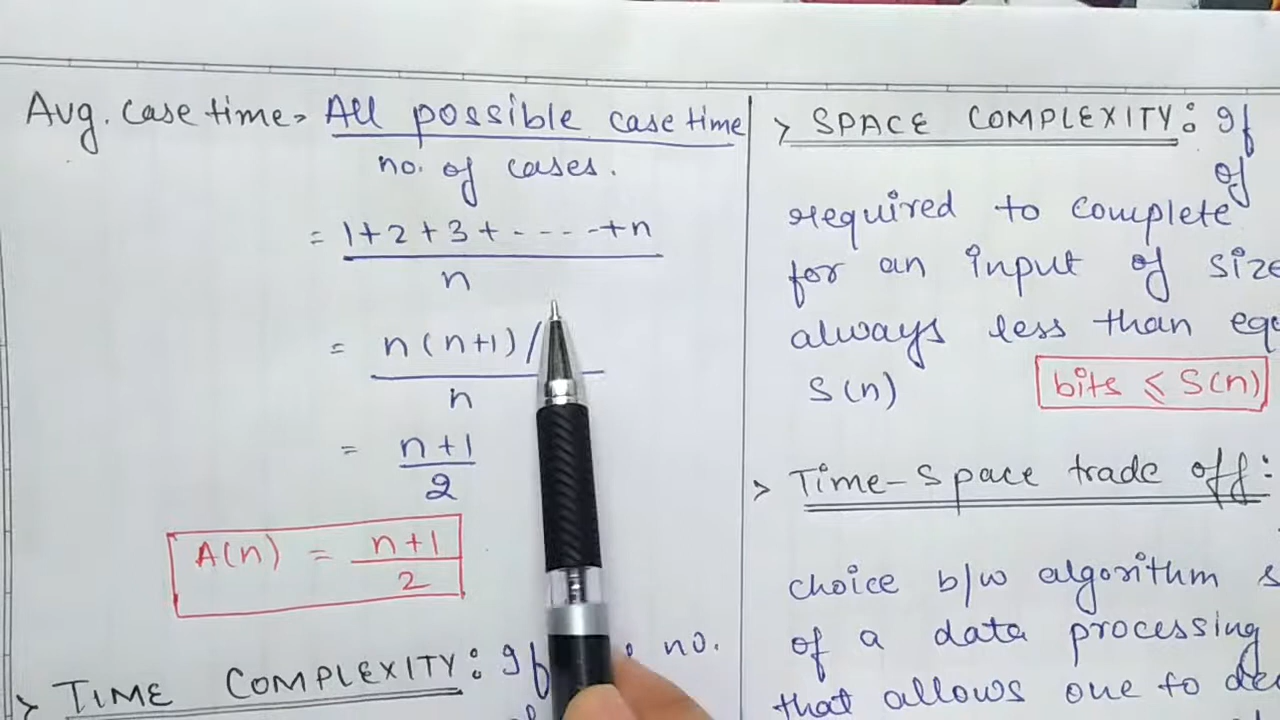 Avg. case time = All possible case time
no. of cases.
= 1+2+3+-----+n
n
= n(n+1)/
n
= n+1
2
A(n) = n+1
2
> TIME COMPLEXITY: If no.
> SPACE COMPLEXITY: If
of
required to complete
for an input of size
always less than
S(n)
bits ≤ S(n)
> Time-Space trade off:
choice b/w algorithm
of a data processing
that allows one to